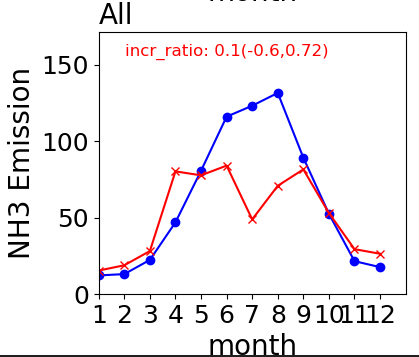 month
All
incr_ratio: 0.1(-0.6,0.72)
NH3 Emission
150
100
50
0
1 2 3 4 5 6 7 8 9 10 11 12
month